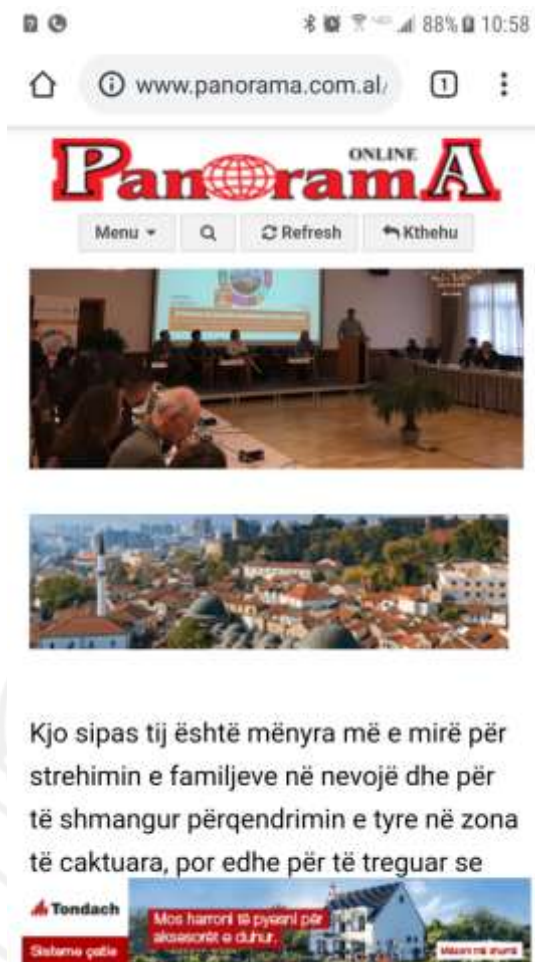 88% 10:58
www.panorama.com.al/
1
PanoramA
ONLINE
Menu Refresh Kthehu
Kjo sipas tij është mënyra më e mirë për
strehimin e familjeve në nevojë dhe për
të shmangur përqendrimin e tyre në zona
të caktuara, por edhe për të treguar se
Tondach
Sisteme çatie
Mos harroni të pyesni për
aksesorët e duhur.